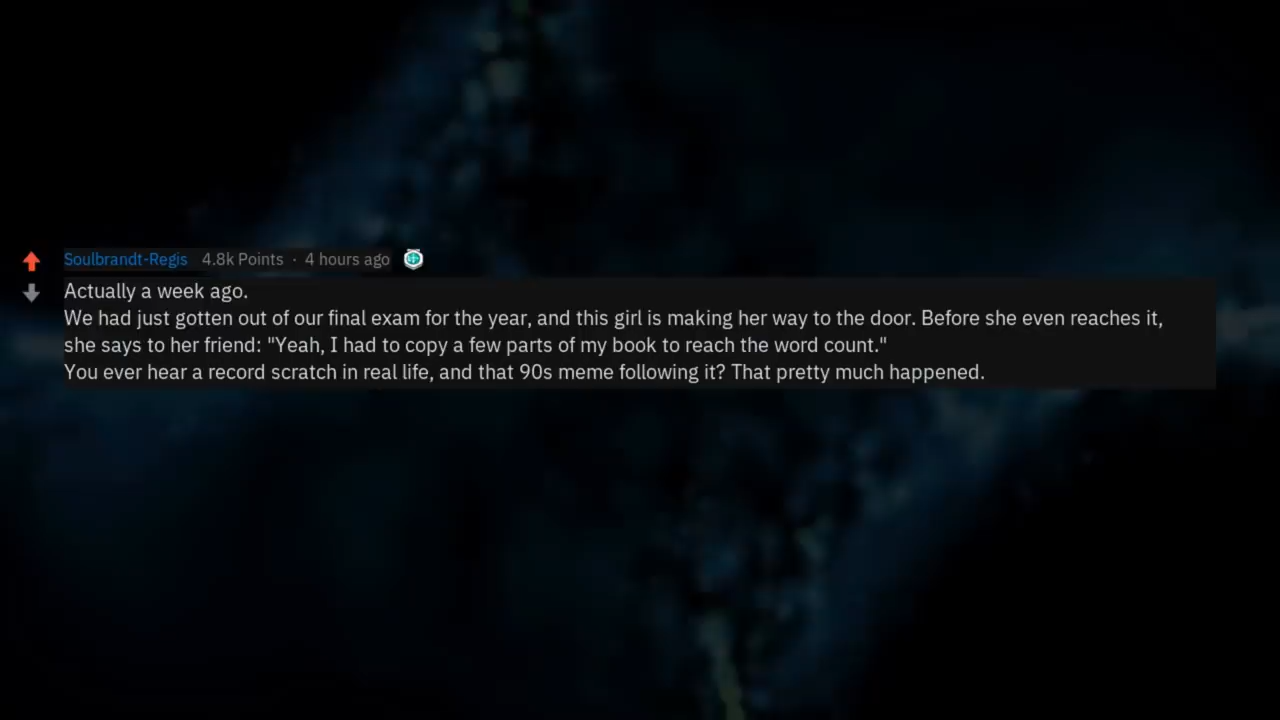 Soulbrandt-Regis 4.8k Points · 4 hours ago
Actually a week ago.
We had just gotten out of our final exam for the year, and this girl is making her way to the door. Before she even reaches it,
she says to her friend: "Yeah, I had to copy a few parts of my book to reach the word count."
You ever hear a record scratch in real life, and that 90s meme following it? That pretty much happened.